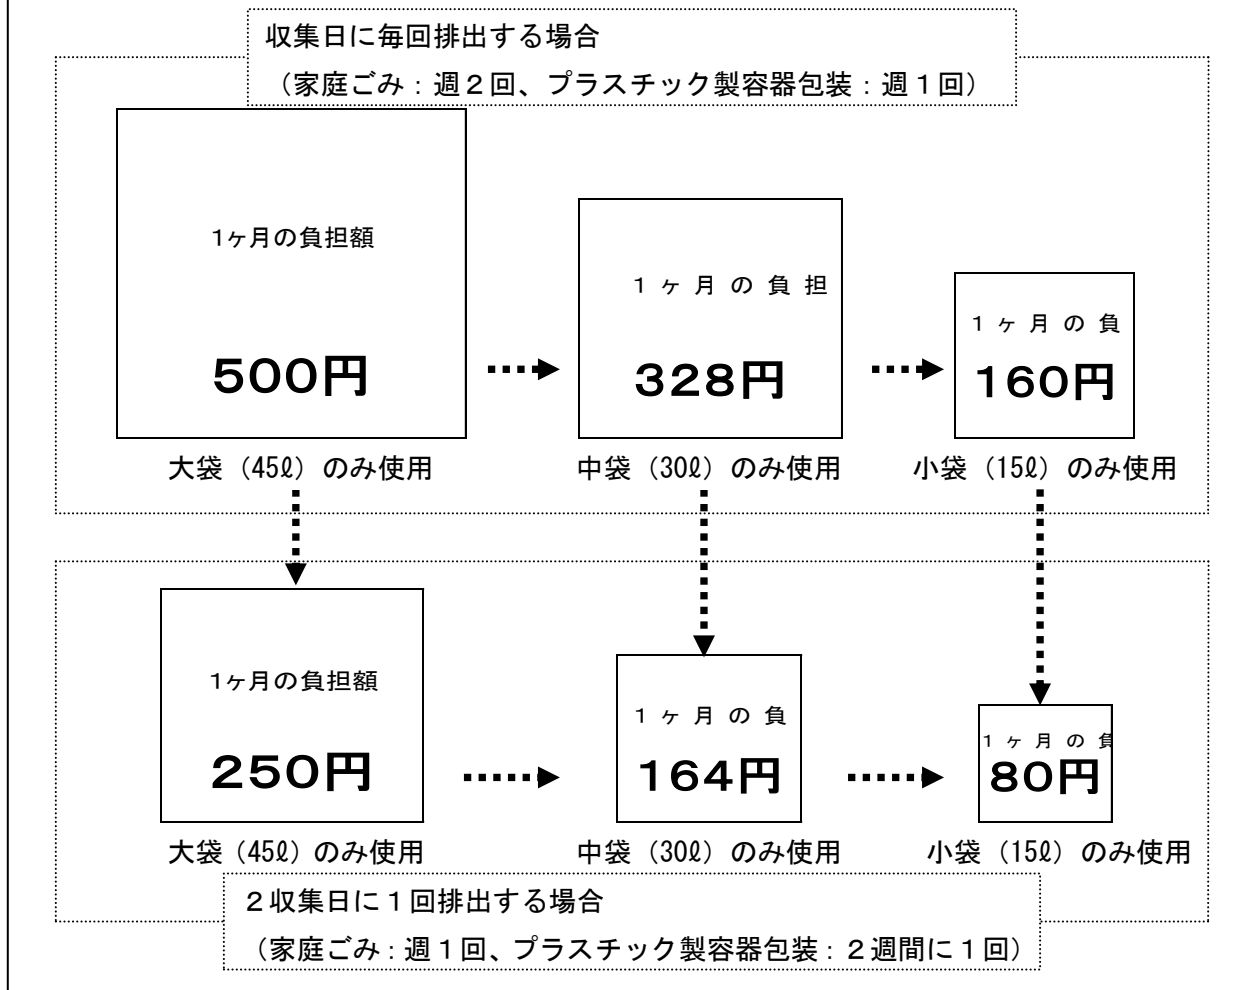 収集日に毎回排出する場合
（家庭ごみ：週２回、プラスチック製容器包装：週１回）
1ヶ月の負担額
500円
１ヶ月の負担
328円
１ヶ月の負
160円
大袋（45ℓ）のみ使用
中袋（30ℓ）のみ使用
小袋（15ℓ）のみ使用
1ヶ月の負担額
250円
１ヶ月の負
164円
１ヶ月の負
80円
大袋（45ℓ）のみ使用
中袋（30ℓ）のみ使用
小袋（15ℓ）のみ使用
２収集日に１回排出する場合
（家庭ごみ：週１回、プラスチック製容器包装：２週間に１回）